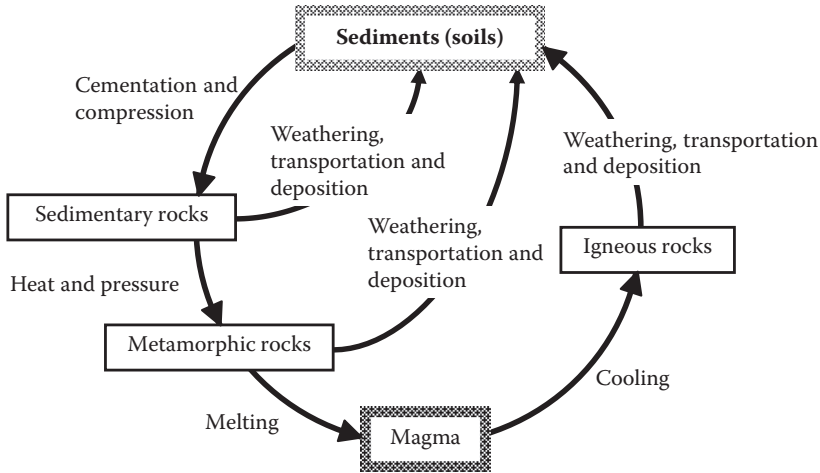 Sediments (soils)
Cementation and
compression
Weathering,
transportation and
deposition
Weathering, transportation
and deposition
Sedimentary rocks
Weathering,
transportation and
deposition
Igneous rocks
Heat and pressure
Metamorphic rocks
Cooling
Melting
Magma